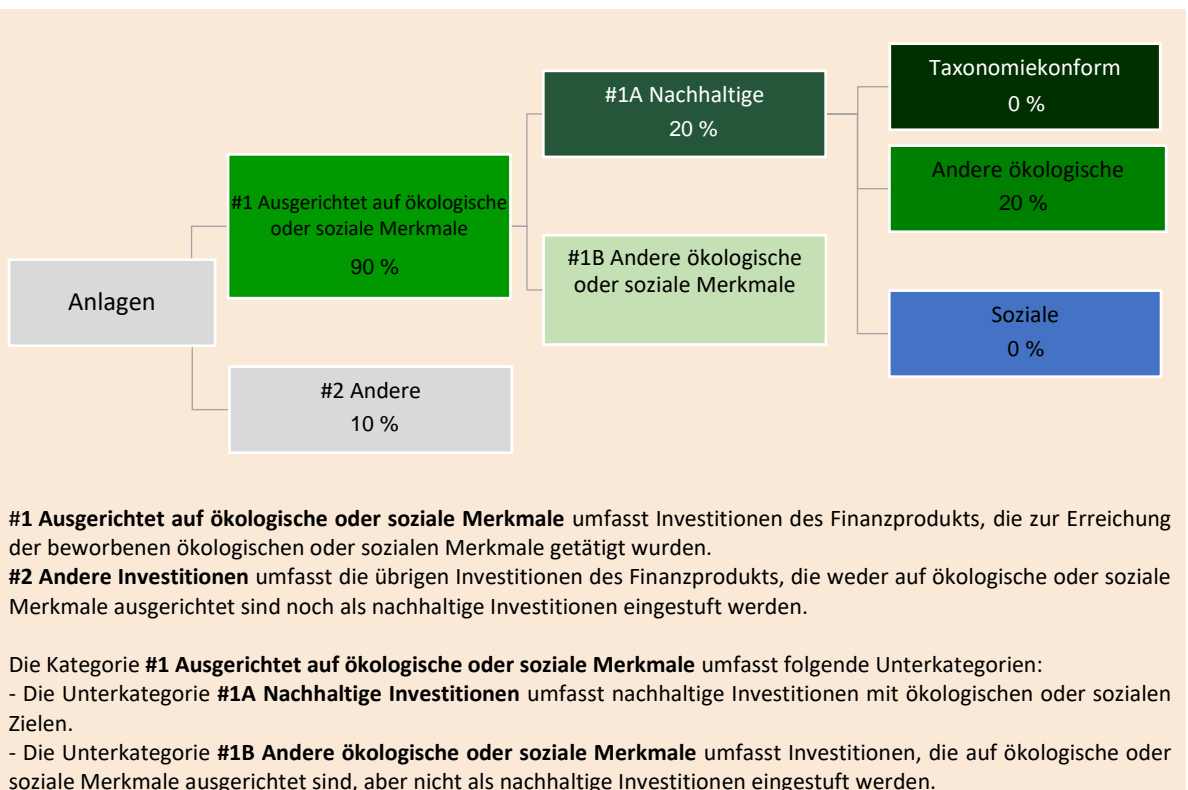 Taxonomiekonform
0 %
#1A Nachhaltige
20 %
Andere ökologische
20 %
#1 Ausgerichtet auf ökologische
oder soziale Merkmale
90 %
#1B Andere ökologische
oder soziale Merkmale
Anlagen
Soziale
0 %
#2 Andere
10 %
#1 Ausgerichtet auf ökologische oder soziale Merkmale umfasst Investitionen des Finanzprodukts, die zur Erreichung
der beworbenen ökologischen oder sozialen Merkmale getätigt wurden.
#2 Andere Investitionen umfasst die übrigen Investitionen des Finanzprodukts, die weder auf ökologische oder soziale
Merkmale ausgerichtet sind noch als nachhaltige Investitionen eingestuft werden.
Die Kategorie #1 Ausgerichtet auf ökologische oder soziale Merkmale umfasst folgende Unterkategorien:
- Die Unterkategorie #1A Nachhaltige Investitionen umfasst nachhaltige Investitionen mit ökologischen oder sozialen
Zielen.
- Die Unterkategorie #1B Andere ökologische oder soziale Merkmale umfasst Investitionen, die auf ökologische oder
soziale Merkmale ausgerichtet sind, aber nicht als nachhaltige Investitionen eingestuft werden.